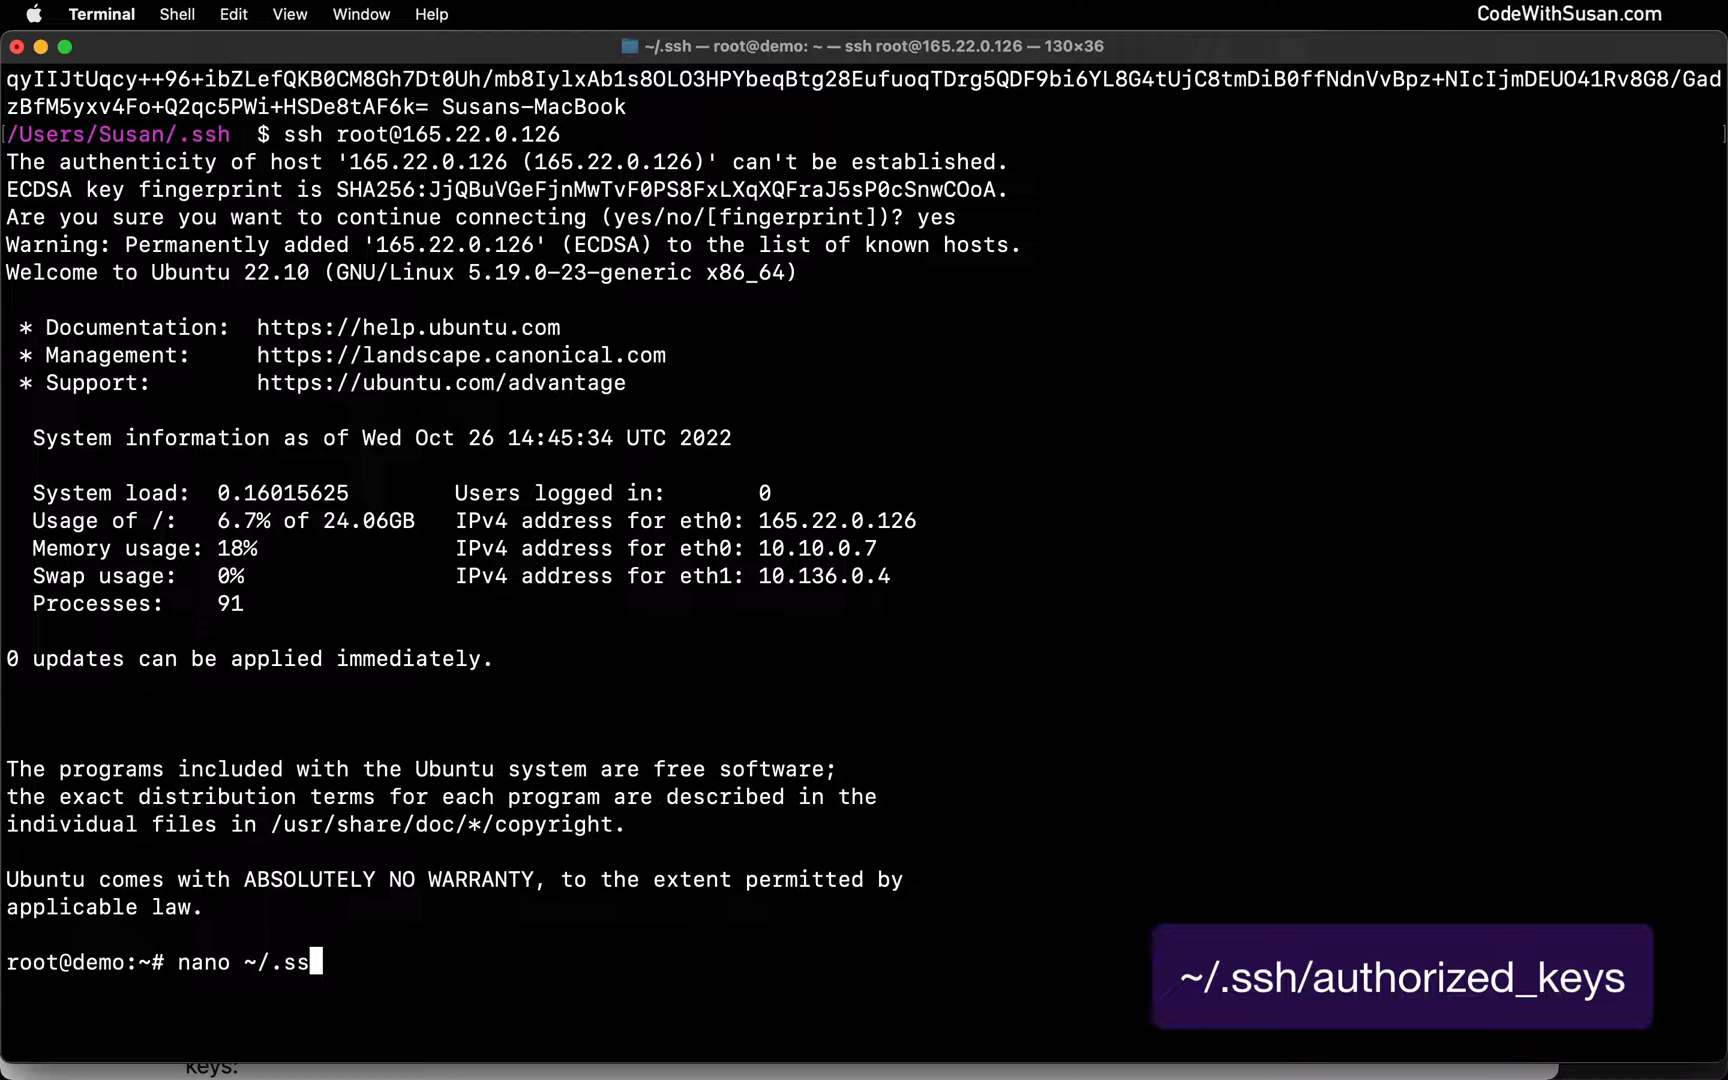 Terminal Shell Edit View Window Help CodeWithSusan.com
~/.ssh — root@demo: ~ — ssh root@165.22.0.126 — 130×36
qyIIJtUqcy++96+ibZLefQKB0CM8Gh7Dt0Uh/mb8IylxAb1s8OLO3HPYbeqBtg28EufuoqTDrg5QDF9bi6YL8G4tUjC8tmDiB0ffNdnVvBpz+NIcIjmDEUO41Rv8G8/Gad
zBfM5yxv4Fo+Q2qc5PWi+HSDe8tAF6k= Susans-MacBook
/Users/Susan/.ssh $ ssh root@165.22.0.126
The authenticity of host '165.22.0.126 (165.22.0.126)' can't be established.
ECDSA key fingerprint is SHA256:JjQBuVGeFjnMwTvF0PS8FxLXqXQFraJ5sP0cSnwCOoA.
Are you sure you want to continue connecting (yes/no/[fingerprint])? yes
Warning: Permanently added '165.22.0.126' (ECDSA) to the list of known hosts.
Welcome to Ubuntu 22.10 (GNU/Linux 5.19.0-23-generic x86_64)
* Documentation: https://help.ubuntu.com
* Management: https://landscape.canonical.com
* Support: https://ubuntu.com/advantage
System information as of Wed Oct 26 14:45:34 UTC 2022
System load: 0.16015625 Users logged in: 0
Usage of /: 6.7% of 24.06GB IPv4 address for eth0: 165.22.0.126
Memory usage: 18% IPv4 address for eth0: 10.10.0.7
Swap usage: 0% IPv4 address for eth1: 10.136.0.4
Processes: 91
0 updates can be applied immediately.
The programs included with the Ubuntu system are free software;
the exact distribution terms for each program are described in the
individual files in /usr/share/doc/*/copyright.
Ubuntu comes with ABSOLUTELY NO WARRANTY, to the extent permitted by
applicable law.
root@demo:~# nano ~/.ss
~/.ssh/authorized_keys
keys: